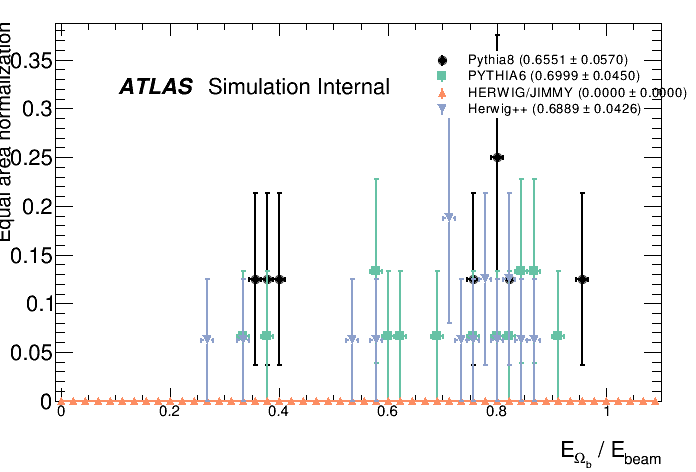 Equal area normalization
ATLAS Simulation Internal
Pythia8 (0.6551 ± 0.0570)
PYTHIA6 (0.6999 ± 0.0450)
HERWIG/JIMMY (0.0000 ± 0.0000)
Herwig++ (0.6889 ± 0.0426)
0.35
0.3
0.25
0.2
0.15
0.1
0.05
0
0 0.2 0.4 0.6 0.8 1
E_Ω_b / E_beam